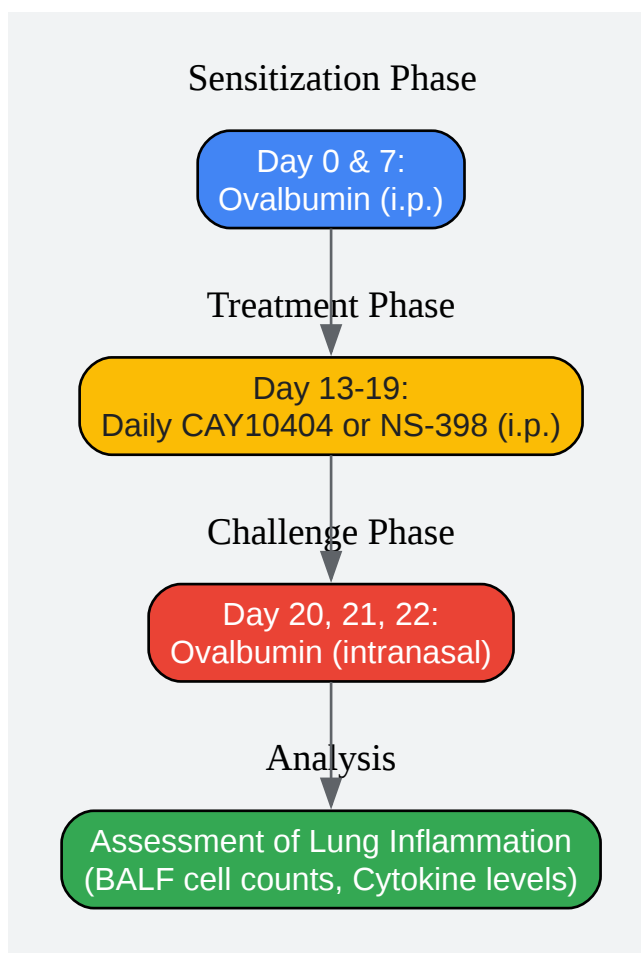 Sensitization Phase
Day 0 & 7:
Ovalbumin (i.p.)
Treatment Phase
Day 13-19:
Daily CAY10404 or NS-398 (i.p.)
Challenge Phase
Day 20, 21, 22:
Ovalbumin (intranasal)
Analysis
Assessment of Lung Inflammation
(BALF cell counts, Cytokine levels)